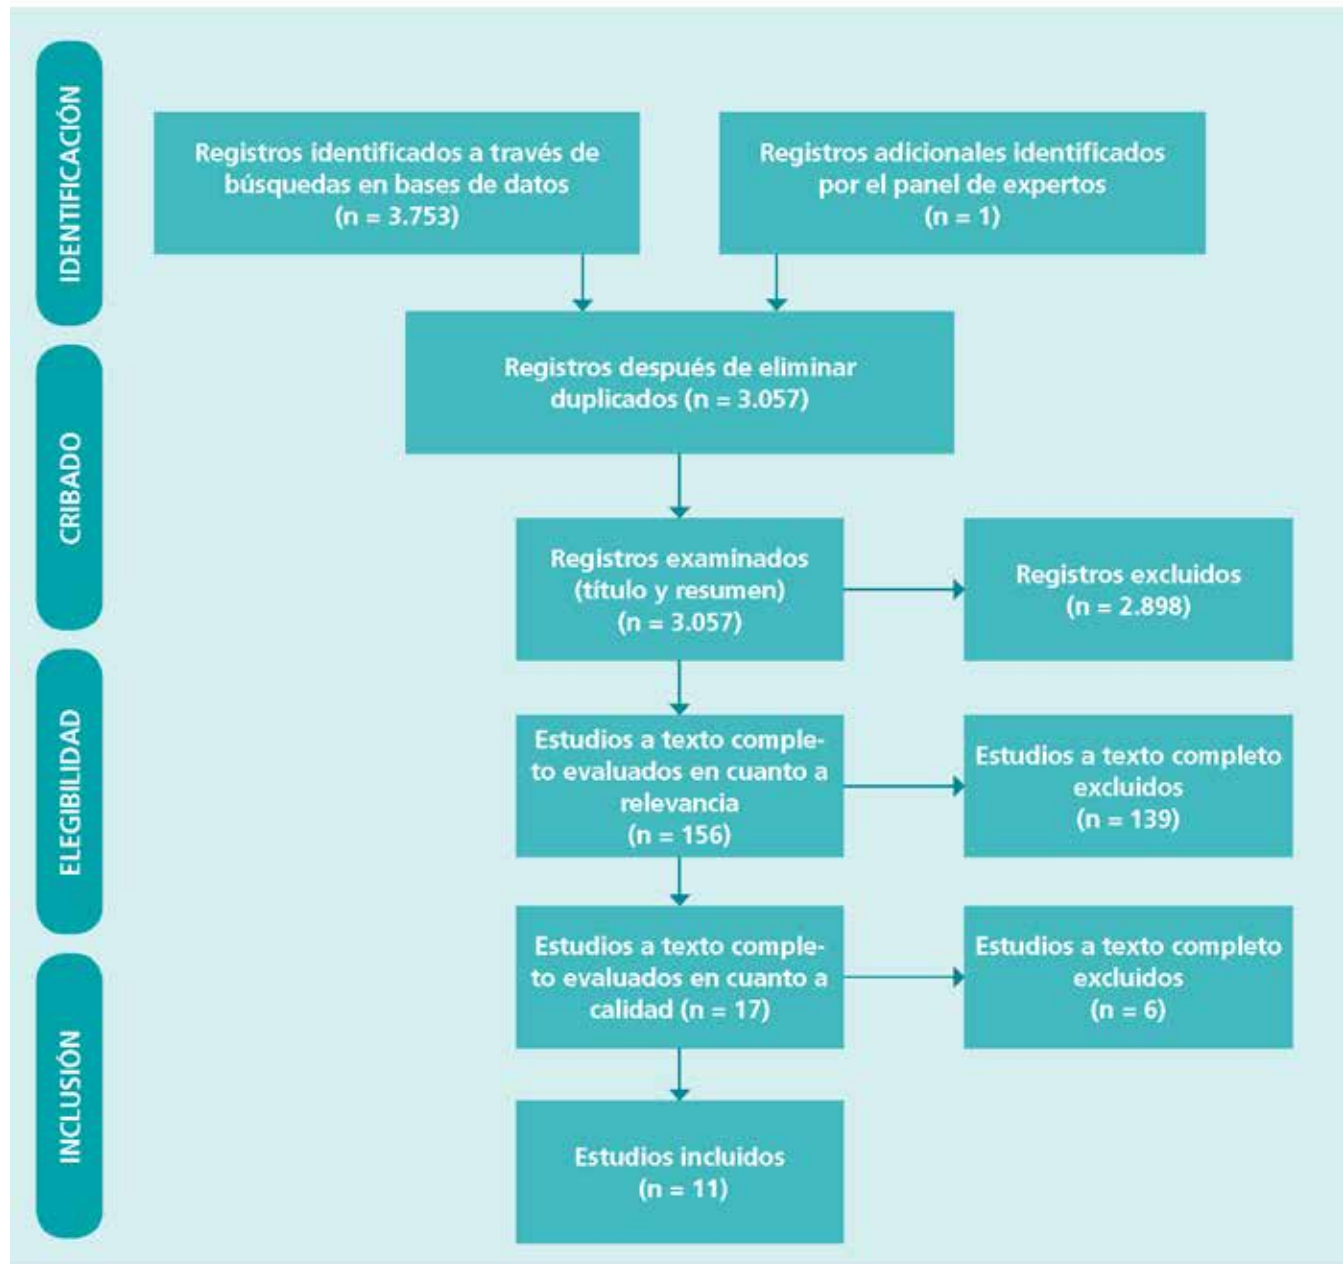 IDENTIFICACIÓN
Registros identificados a través de
búsquedas en bases de datos
(n = 3.753)
Registros adicionales identificados
por el panel de expertos
(n = 1)
Registros después de eliminar
duplicados (n = 3.057)
CRIBADO
Registros examinados
(título y resumen)
(n = 3.057)
Registros excluidos
(n = 2.898)
ELEGIBILIDAD
Estudios a texto comple-
to evaluados en cuanto a
relevancia
(n = 156)
Estudios a texto completo
excluidos
(n = 139)
Estudios a texto comple-
to evaluados en cuanto a
calidad (n = 17)
Estudios a texto completo
excluidos
(n = 6)
INCLUSIÓN
Estudios incluidos
(n = 11)